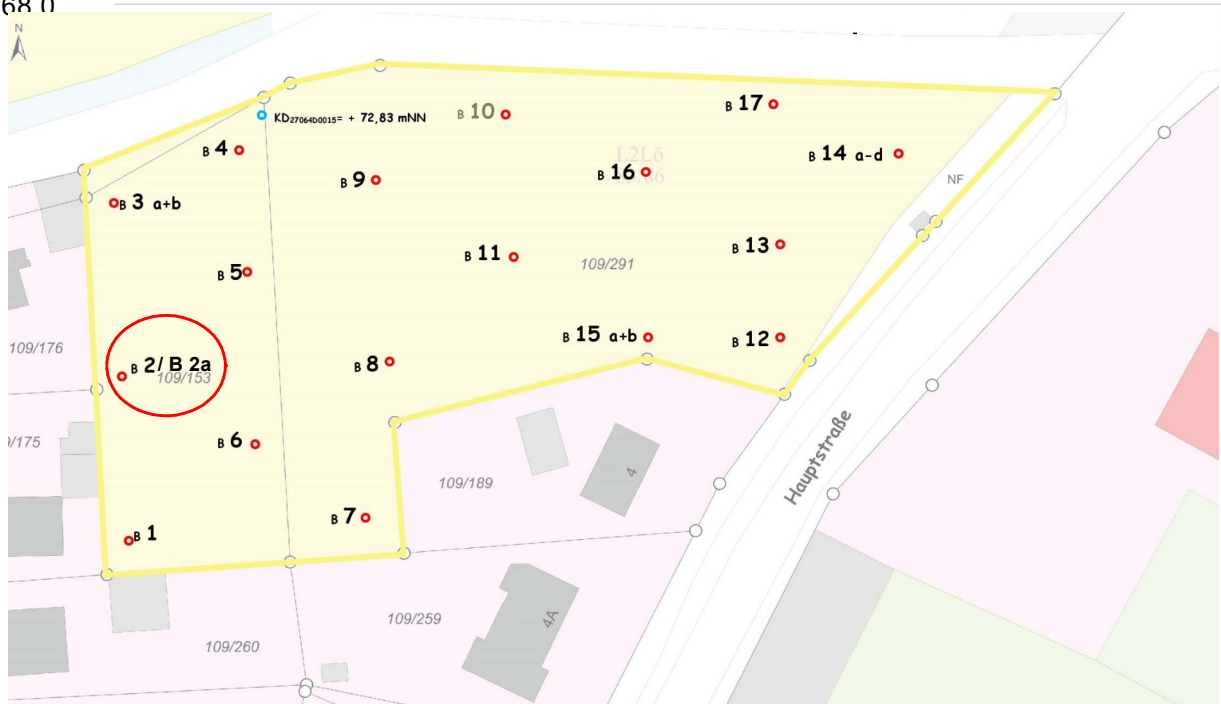 68,0
N
KD27064D0015= + 72,83 mNN
B 10
B 17
B 4
L2Lö
B 14 a-d
B 16
B 9
NF
B 3 a+b
B 13
B 11
109/291
B 5
B 15 a+b
B 12
109/176
B 8
B 2/ B 2a
109/153
Hauptstraße
B 6
/175
4
109/189
B 7
B 1
109/259
4A
109/260